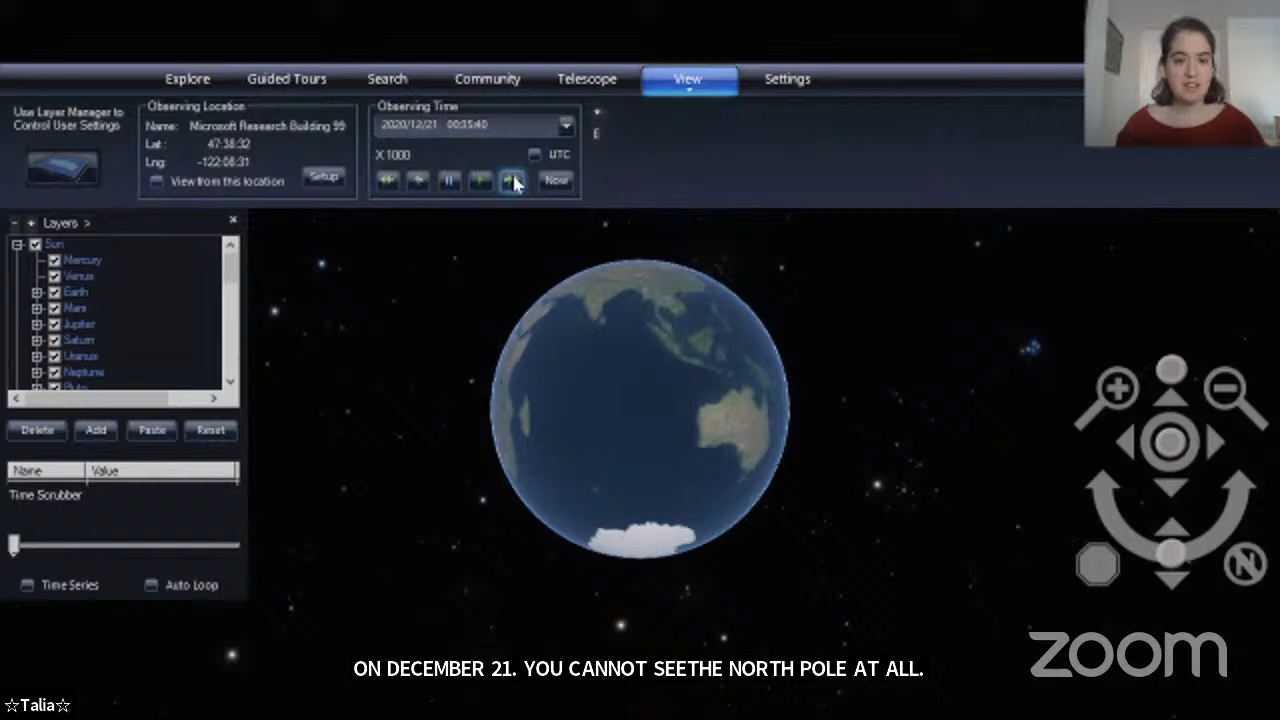 Explore Guided Tours Search Community Telescope View Settings
Use Layer Manager to
Control User Settings
Observing Location
Name: Microsoft Research Building 99
Lat: 47:38:32
Lng: -122:08:31
View from this location
Setup
Observing Time
2020/12/21 00:35:40
X 1000
UTC
Now
E
Layers >
Sun
Mercury
Venus
Earth
Mars
Jupiter
Saturn
Uranus
Neptune
Pluto
Delete Add Paste Reset
Name Value
Time Scrubber
Time Series Auto Loop
N
zoom
ON DECEMBER 21. YOU CANNOT SEETHE NORTH POLE AT ALL.
☆Talia☆